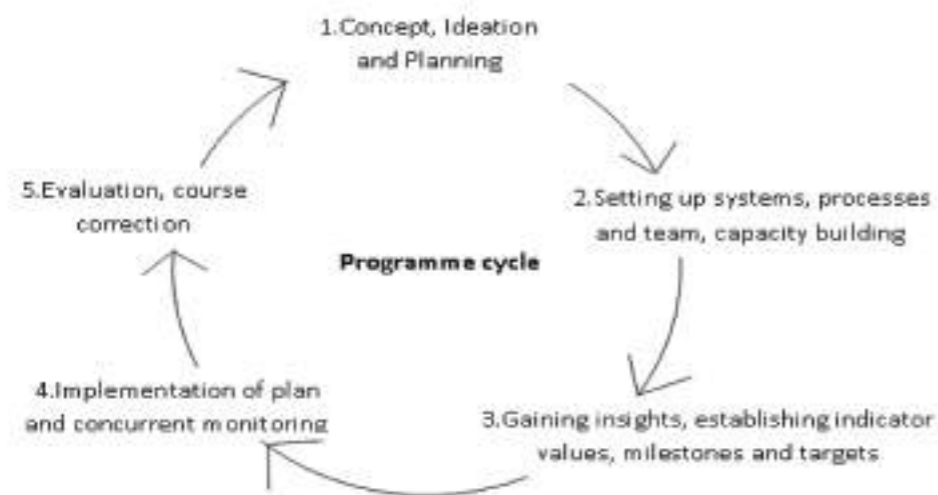 1.Concept, Ideation
and Planning
2.Setting up systems, processes
and team, capacity building
3.Gaining insights, establishing indicator
values, milestones and targets
4.Implementation of plan
and concurrent monitoring
5.Evaluation, course
correction
Programme cycle